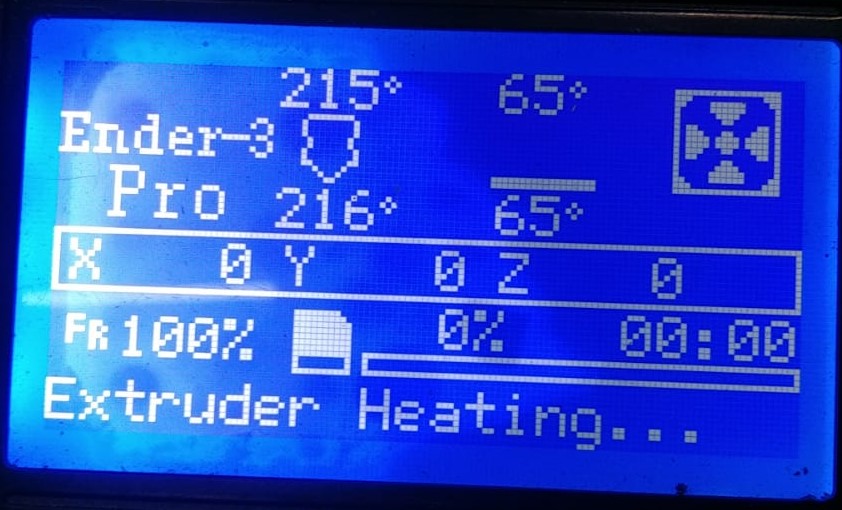 215° 65°
Ender-3
Pro
216° 65°
X 0 Y 0 Z 0
FR 100% 0% 00:00
Extruder Heating...